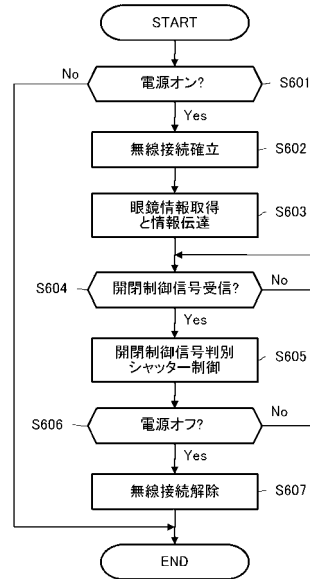 START
No
電源オン?
S601
Yes
無線接続確立
S602
眼鏡情報取得
と情報伝達
S603
S604
開閉制御信号受信?
No
Yes
開閉制御信号判別
シャッター制御
S605
S606
電源オフ?
No
Yes
無線接続解除
S607
END